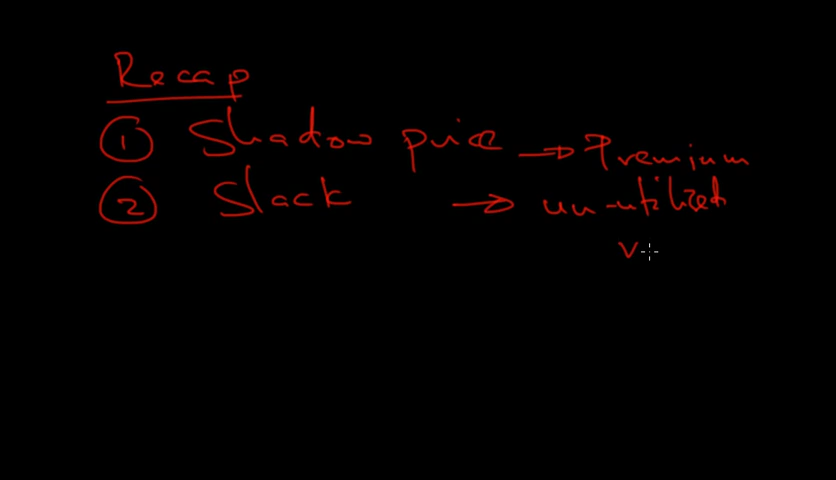 Recap
① Shadow price → Premium
② Slack → un-utilized
v